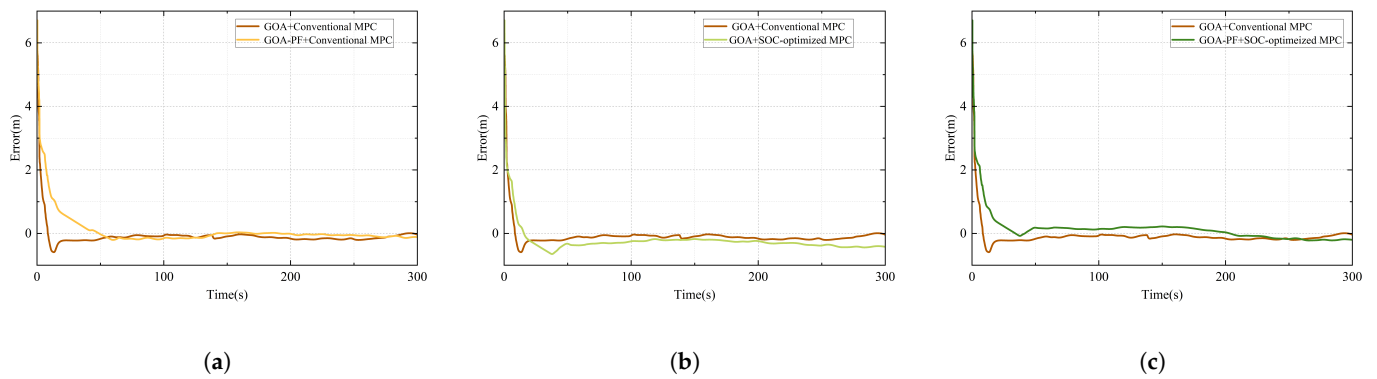 GOA+Conventional MPC
GOA-PF+Conventional MPC
Error(m)
6
4
2
0
0
100
200
300
Time(s)
(a)
GOA+Conventional MPC
GOA+SOC-optimized MPC
Error(m)
6
4
2
0
0
100
200
300
Time(s)
(b)
GOA+Conventional MPC
GOA-PF+SOC-optimeized MPC
Error(m)
6
4
2
0
0
100
200
300
Time(s)
(c)